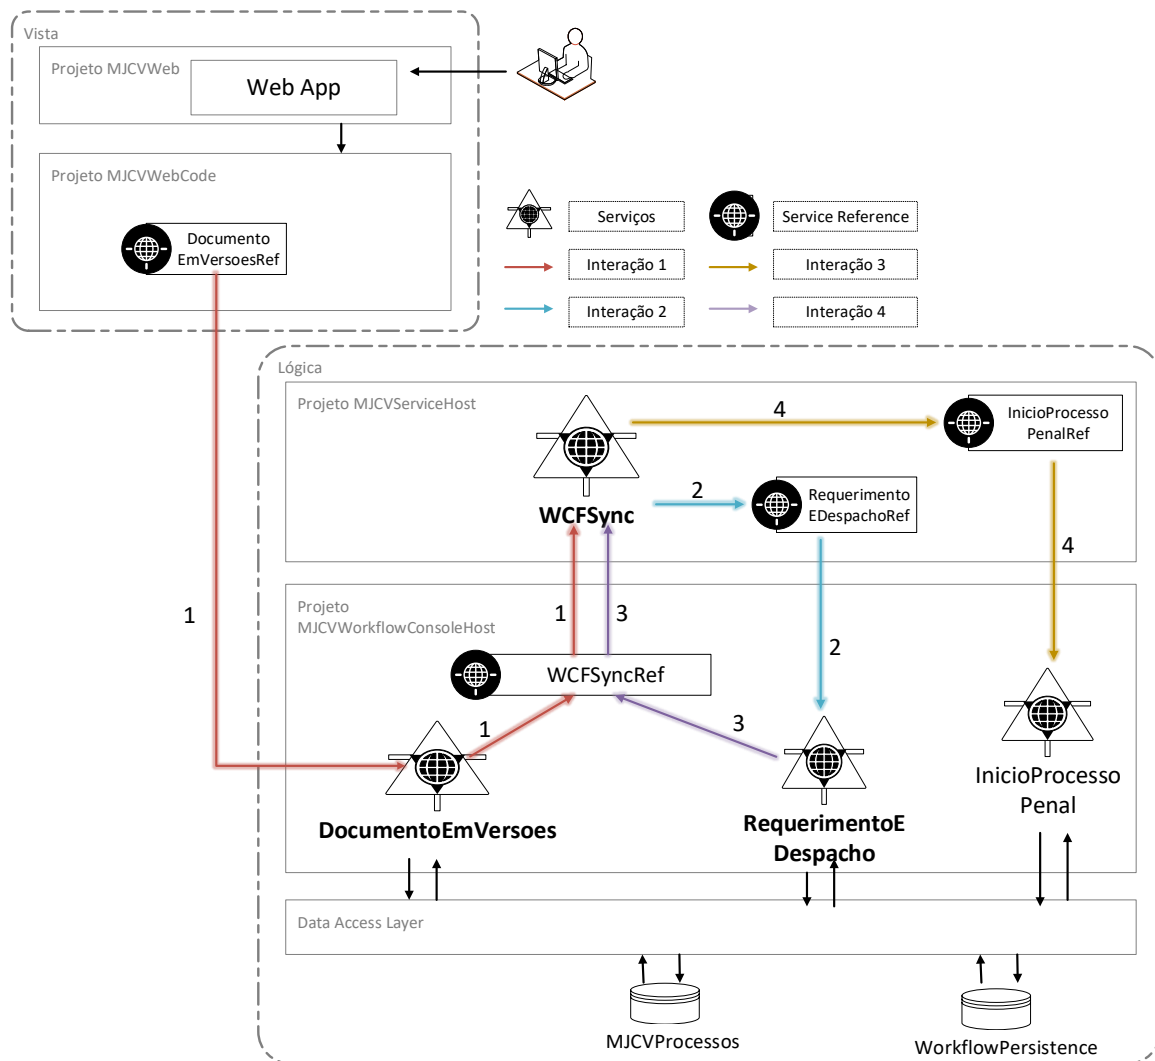 Vista
Projeto MJCVWeb
Web App
Projeto MJCVWebCode
Documento
EmVersoesRef
Serviços
Service Reference
Interação 1
Interação 3
Interação 2
Interação 4
1
Lógica
Projeto MJCVServiceHost
4
InicioProcesso
PenalRef
WCFSync
2
Requerimento
EDespachoRef
4
Projeto
MJCVWorkflowConsoleHost
1
3
2
WCFSyncRef
1
3
DocumentoEmVersoes
RequerimentoE
Despacho
InicioProcesso
Penal
Data Access Layer
MJCVProcessos
WorkflowPersistence